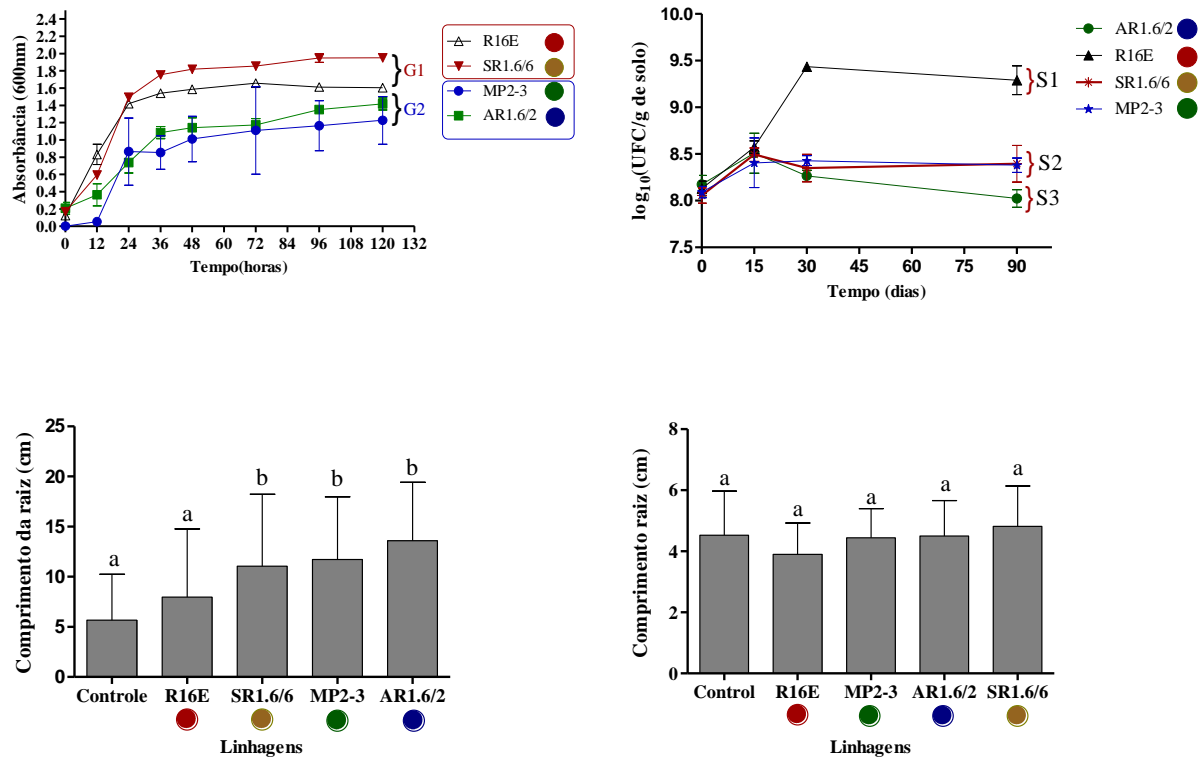 2.4
2.2
2.0
1.8
1.6
1.4
1.2
1.0
0.8
0.6
0.4
0.2
0.0
Absorbância (600nm)
0 12 24 36 48 60 72 84 96 108 120 132
Tempo(horas)
R16E
SR1.6/6
MP2-3
AR1.6/2
G1
G2
10.0
9.5
9.0
8.5
8.0
7.5
log10(UFC/g de solo)
0 15 30 45 60 75 90
Tempo (dias)
S1
S2
S3
AR1.6/2
R16E
SR1.6/6
MP2-3
25
20
15
10
5
0
Comprimento da raiz (cm)
a a b b b
Controle R16E SR1.6/6 MP2-3 AR1.6/2
Linhagens
8
6
4
2
0
Comprimento raiz (cm)
a a a a a
Control R16E MP2-3 AR1.6/2 SR1.6/6
Linhagens